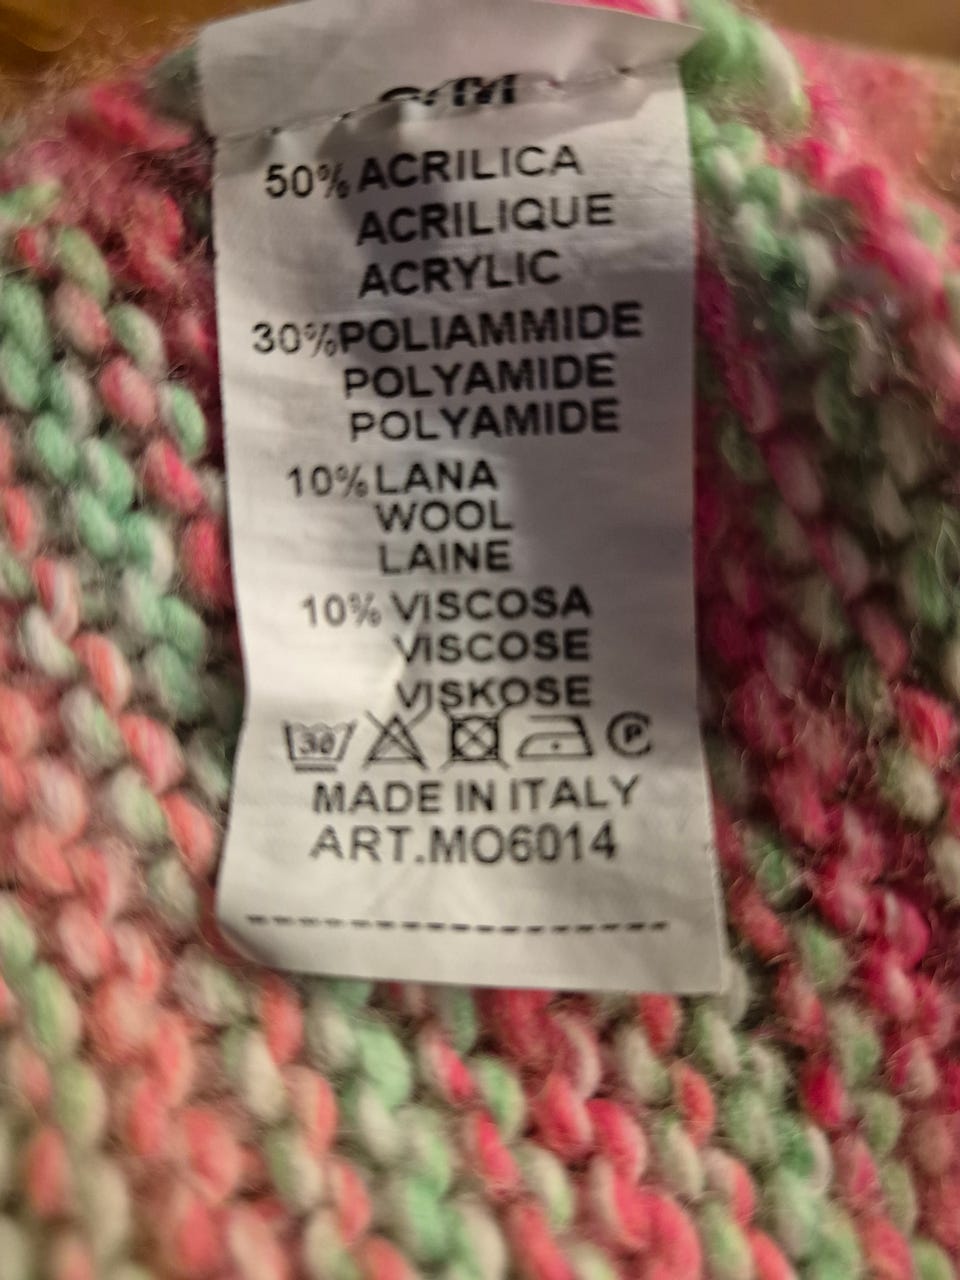 50% ACRILICA
ACRILIQUE
ACRYLIC
30% POLIAMMIDE
POLYAMIDE
POLYAMIDE
10% LANA
WOOL
LAINE
10% VISCOSA
VISCOSE
VISKOSE
30 P
MADE IN ITALY
ART.MO6014